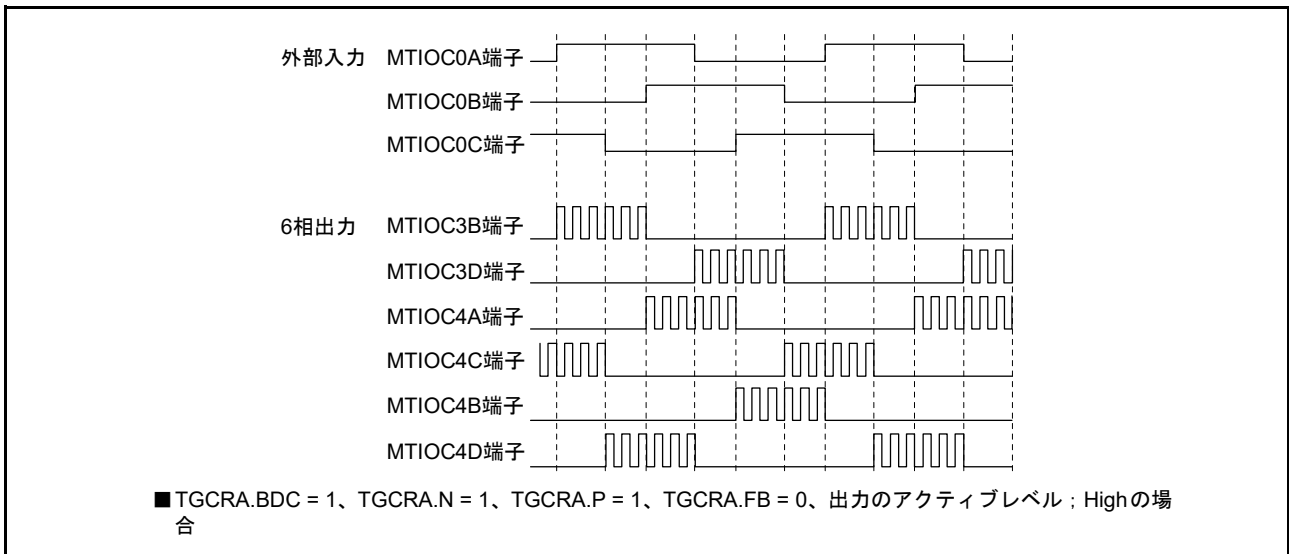 外部入力 MTIOC0A端子
MTIOC0B端子
MTIOC0C端子
6相出力 MTIOC3B端子
MTIOC3D端子
MTIOC4A端子
MTIOC4C端子
MTIOC4B端子
MTIOC4D端子
■TGCRA.BDC = 1、TGCRA.N = 1、TGCRA.P = 1、TGCRA.FB = 0、出力のアクティブレベル；Highの場
合